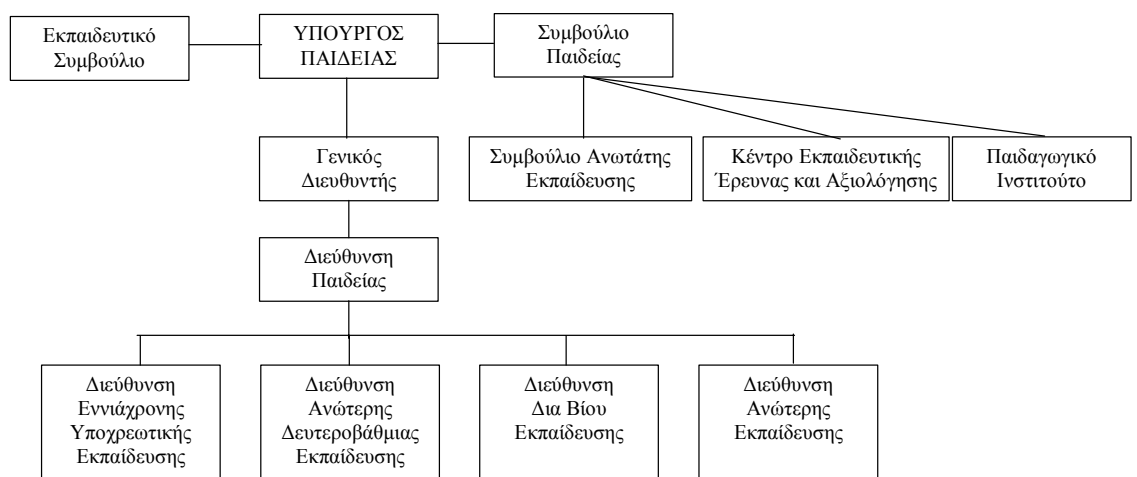 Εκπαιδευτικό
Συμβούλιο
ΥΠΟΥΡΓΟΣ
ΠΑΙΔΕΙΑΣ
Συμβούλιο
Παιδείας
Γενικός
Διευθυντής
Συμβούλιο Ανωτάτης
Εκπαίδευσης
Κέντρο Εκπαιδευτικής
Έρευνας και Αξιολόγησης
Παιδαγωγικό
Ινστιτούτο
Διεύθυνση
Παιδείας
Διεύθυνση
Εννιάχρονης
Υποχρεωτικής
Εκπαίδευσης
Διεύθυνση
Ανώτερης
Δευτεροβάθμιας
Εκπαίδευσης
Διεύθυνση
Δια Βίου
Εκπαίδευσης
Διεύθυνση
Ανώτερης
Εκπαίδευσης